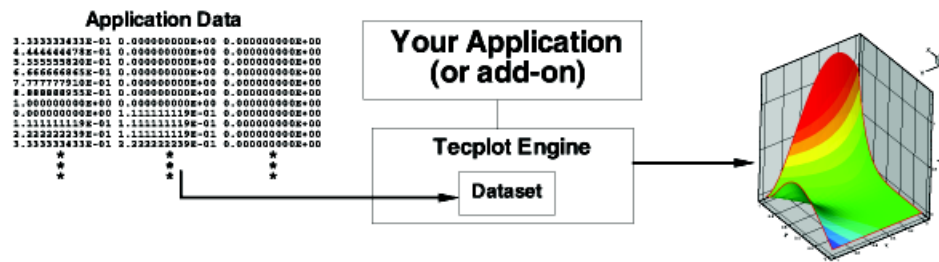 Application Data
3.333333433E-01 0.000000000E+00 0.000000000E+00
4.444444478E-01 0.000000000E+00 0.000000000E+00
5.555555820E-01 0.000000000E+00 0.000000000E+00
6.666666865E-01 0.000000000E+00 0.000000000E+00
7.777777910E-01 0.000000000E+00 0.000000000E+00
8.888888955E-01 0.000000000E+00 0.000000000E+00
1.000000000E+00 0.000000000E+00 0.000000000E+00
0.000000000E+00 1.111111119E-01 0.000000000E+00
1.111111119E-01 1.111111119E-01 0.000000000E+00
2.222222239E-01 1.111111119E-01 0.000000000E+00
3.333333433E-01 2.222222239E-01 0.000000000E+00
* * *
* * *
* * *
Your Application
(or add-on)
Tecplot Engine
Dataset